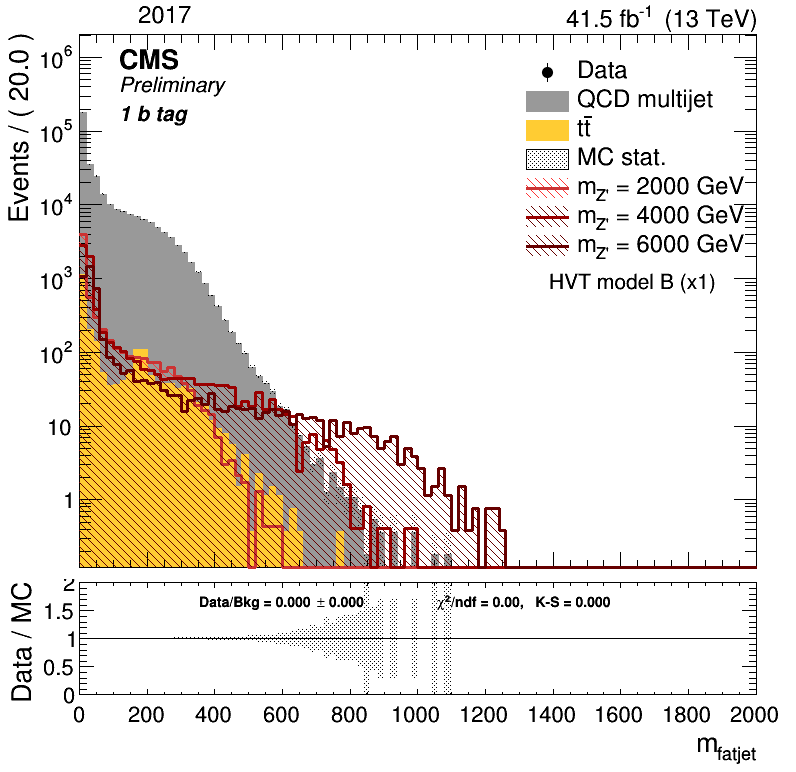 2017
41.5 fb⁻¹ (13 TeV)
CMS
Preliminary
1 b tag
Data
QCD multijet
tt̄
MC stat.
m_Z' = 2000 GeV
m_Z' = 4000 GeV
m_Z' = 6000 GeV
HVT model B (x1)
Events / ( 20.0 )
10⁶
10⁵
10⁴
10³
10²
10
1
Data/Bkg = 0.000 ± 0.000
χ²/ndf = 0.00, K-S = 0.000
Data / MC
2
1.5
1
0.5
0
0 200 400 600 800 1000 1200 1400 1600 1800 2000
m_fatjet